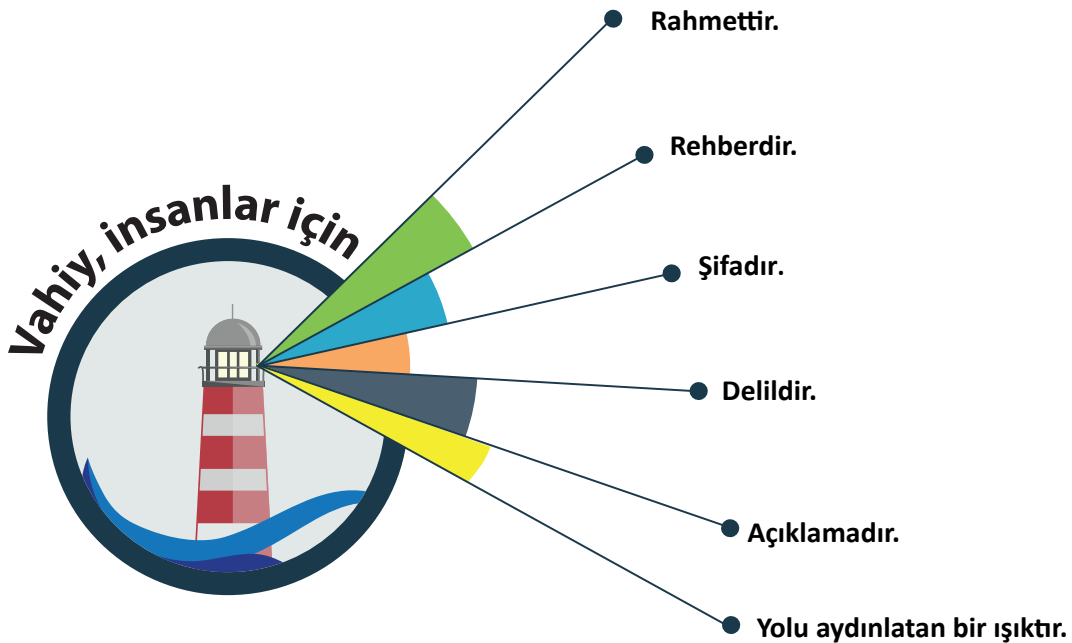 Vahiy, insanlar için
Rahmettir.
Rehberdir.
Şifadır.
Delildir.
Açıklamadır.
Yolu aydınlatan bir ışıktır.